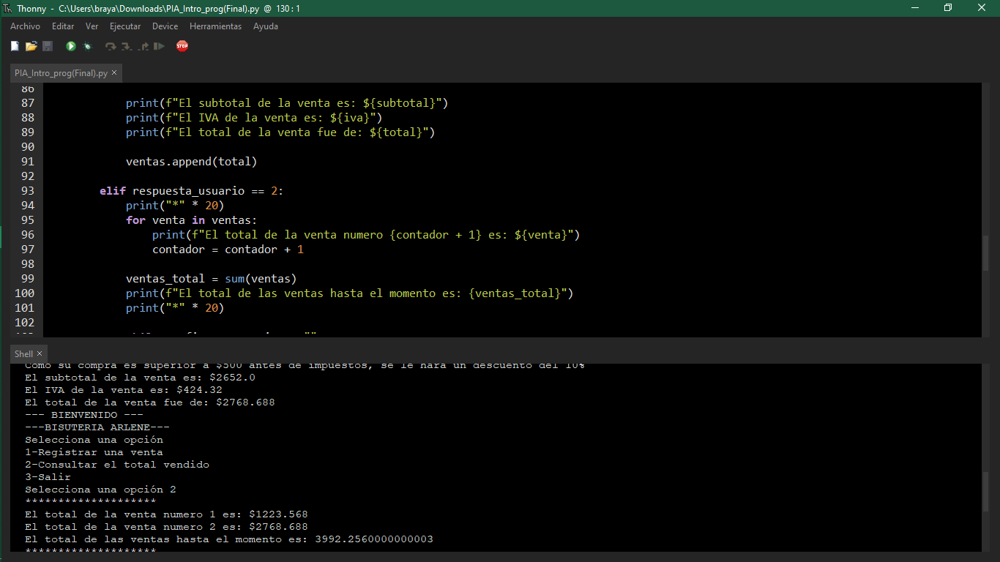 Thonny - C:\Users\braya\Downloads\PIA_Intro_prog(Final).py @ 130 : 1
Archivo Editar Ver Ejecutar Device Herramientas Ayuda
STOP
PIA_Intro_prog(Final).py ×
86
87 print(f"El subtotal de la venta es: ${subtotal}")
88 print(f"El IVA de la venta es: ${iva}")
89 print(f"El total de la venta fue de: ${total}")
90
91 ventas.append(total)
92
93 elif respuesta_usuario == 2:
94 print("*" * 20)
95 for venta in ventas:
96 print(f"El total de la venta numero {contador + 1} es: ${venta}")
97 contador = contador + 1
98
99 ventas_total = sum(ventas)
100 print(f"El total de las ventas hasta el momento es: {ventas_total}")
101 print("*" * 20)
102
Shell ×
Como su compra es superior a $500 antes de impuestos, se le hara un descuento del 10%
El subtotal de la venta es: $2652.0
El IVA de la venta es: $424.32
El total de la venta fue de: $2768.688
--- BIENVENIDO ---
---BISUTERIA ARLENE---
Selecciona una opción
1-Registrar una venta
2-Consultar el total vendido
3-Salir
Selecciona una opción 2
********************
El total de la venta numero 1 es: $1223.568
El total de la venta numero 2 es: $2768.688
El total de las ventas hasta el momento es: 3992.2560000000003
********************